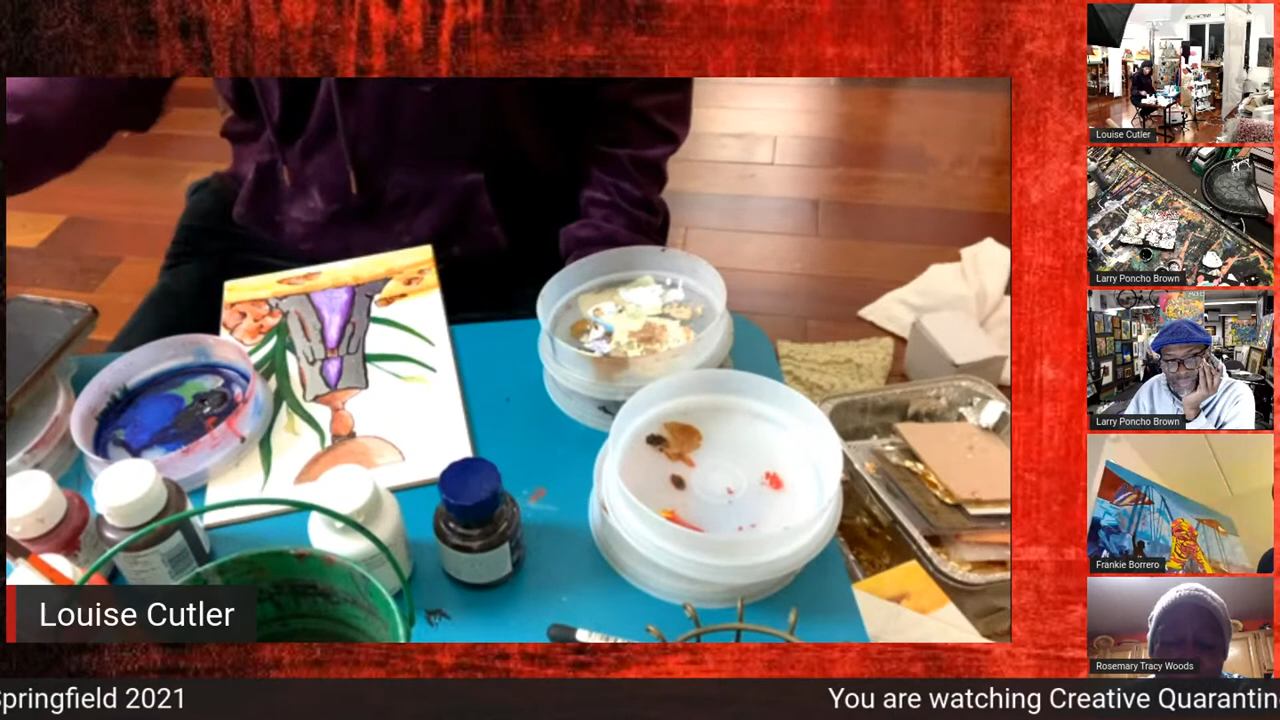 Louise Cutler
Louise Cutler
Larry Poncho Brown
Larry Poncho Brown
Frankie Borrero
Rosemary Tracy Woods
Springfield 2021
You are watching Creative Quarantin